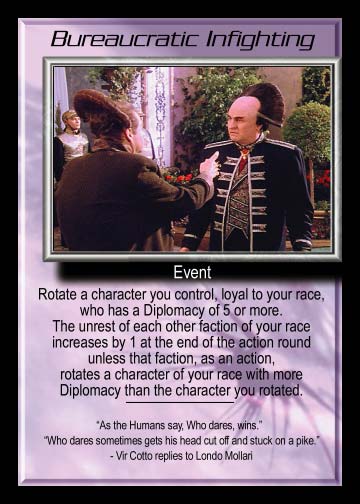 Bureaucratic Infighting
Event
Rotate a character you control, loyal to your race,
who has a Diplomacy of 5 or more.
The unrest of each other faction of your race
increases by 1 at the end of the action round
unless that faction, as an action,
rotates a character of your race with more
Diplomacy than the character you rotated.
“As the Humans say, Who dares, wins.”
“Who dares sometimes gets his head cut off and stuck on a pike.”
- Vir Cotto replies to Londo Mollari